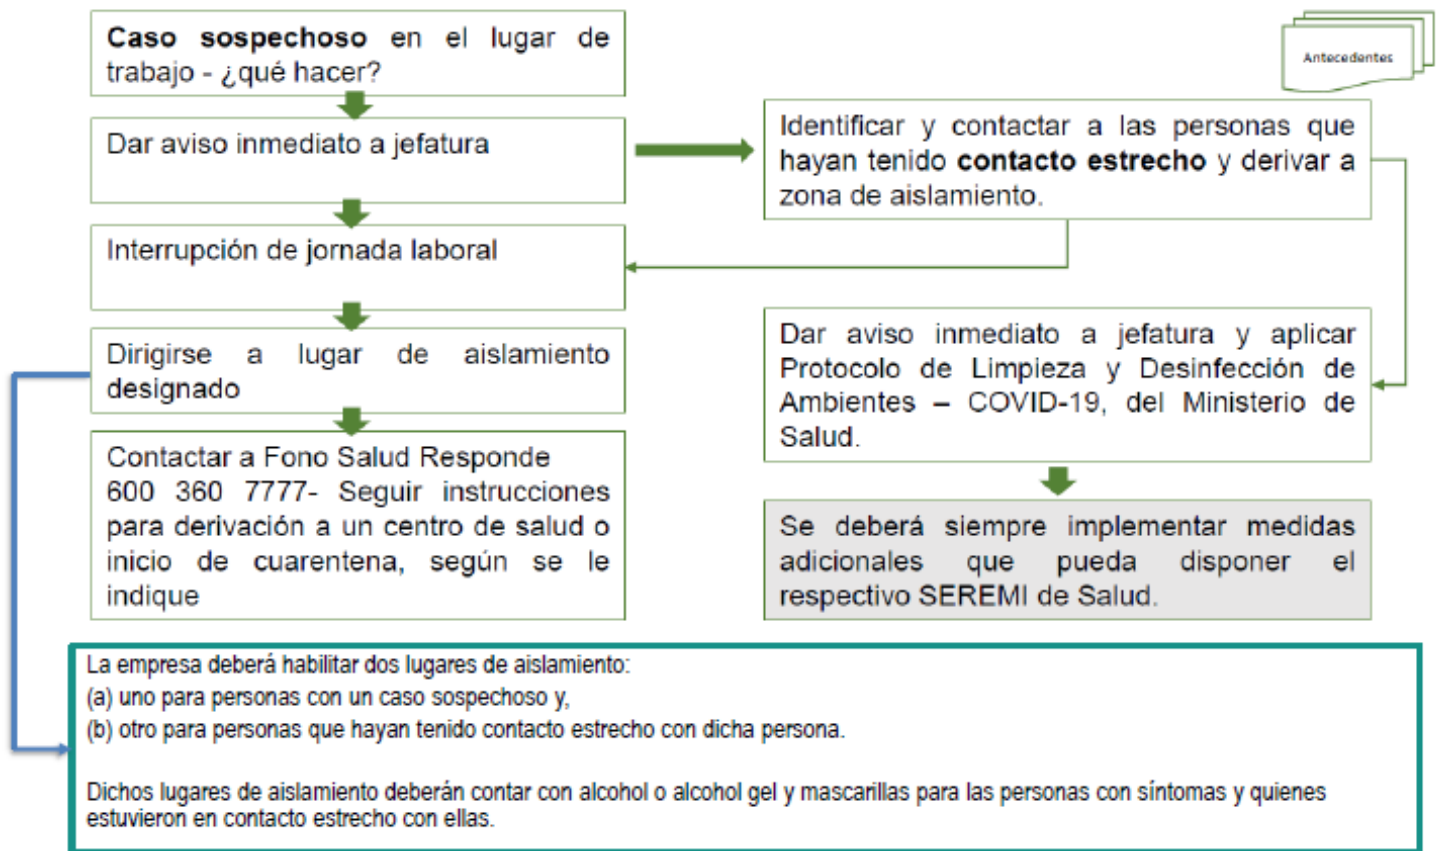 Caso sospechoso en el lugar de
trabajo - ¿qué hacer?
Antecedentes
Dar aviso inmediato a jefatura
Identificar y contactar a las personas que
hayan tenido contacto estrecho y derivar a
zona de aislamiento.
Interrupción de jornada laboral
Dirigirse a lugar de aislamiento
designado
Dar aviso inmediato a jefatura y aplicar
Protocolo de Limpieza y Desinfección de
Ambientes – COVID-19, del Ministerio de
Salud.
Contactar a Fono Salud Responde
600 360 7777- Seguir instrucciones
para derivación a un centro de salud o
inicio de cuarentena, según se le
indique
Se deberá siempre implementar medidas
adicionales que pueda disponer el
respectivo SEREMI de Salud.
La empresa deberá habilitar dos lugares de aislamiento:
(a) uno para personas con un caso sospechoso y,
(b) otro para personas que hayan tenido contacto estrecho con dicha persona.
Dichos lugares de aislamiento deberán contar con alcohol o alcohol gel y mascarillas para las personas con síntomas y quienes
estuvieron en contacto estrecho con ellas.